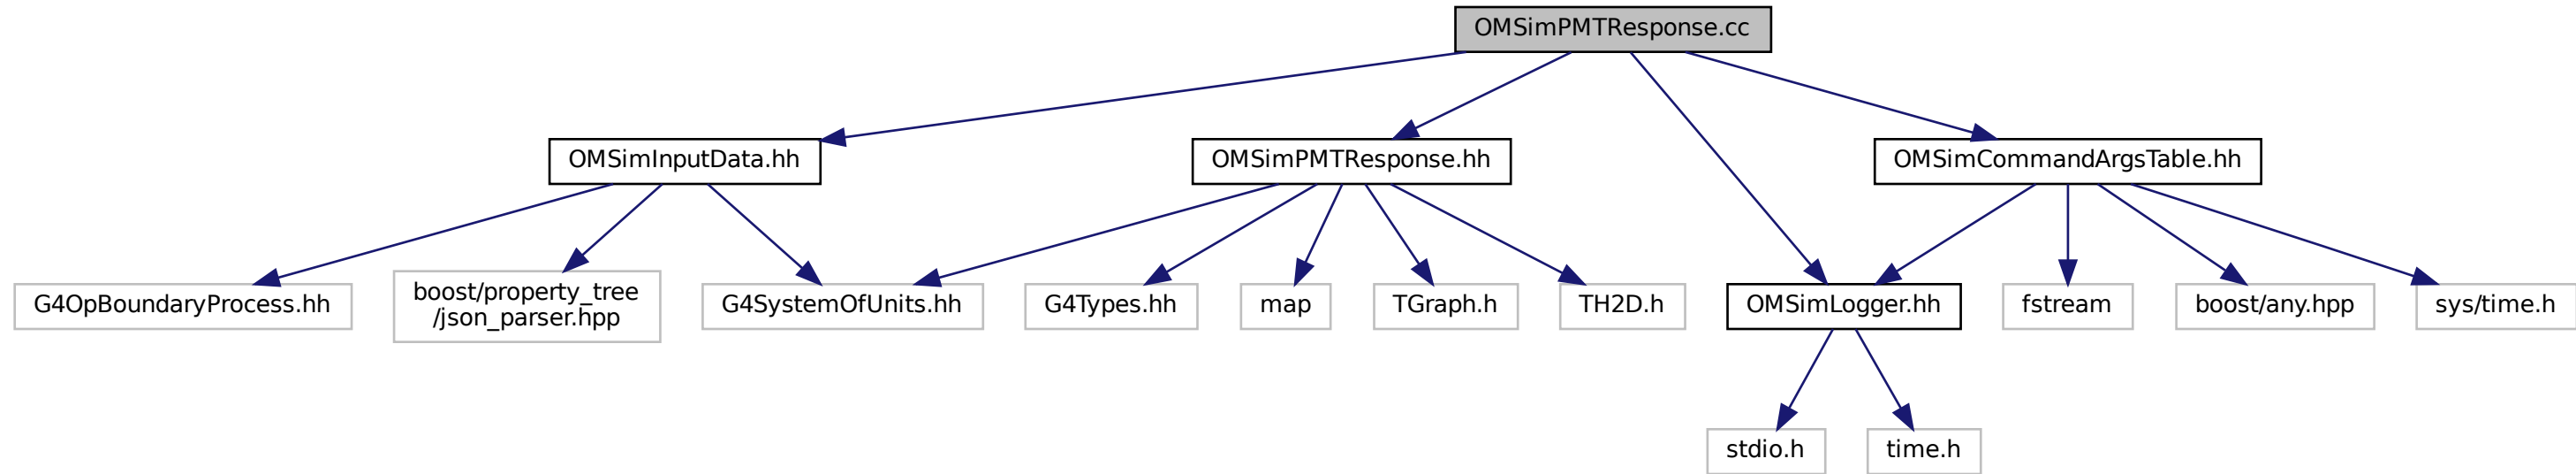 OMSimPMTResponse.cc
OMSimInputData.hh
OMSimPMTResponse.hh
OMSimCommandArgsTable.hh
G4OpBoundaryProcess.hh
boost/property_tree
/json_parser.hpp
G4SystemOfUnits.hh
G4Types.hh
map
TGraph.h
TH2D.h
OMSimLogger.hh
fstream
boost/any.hpp
sys/time.h
stdio.h
time.h